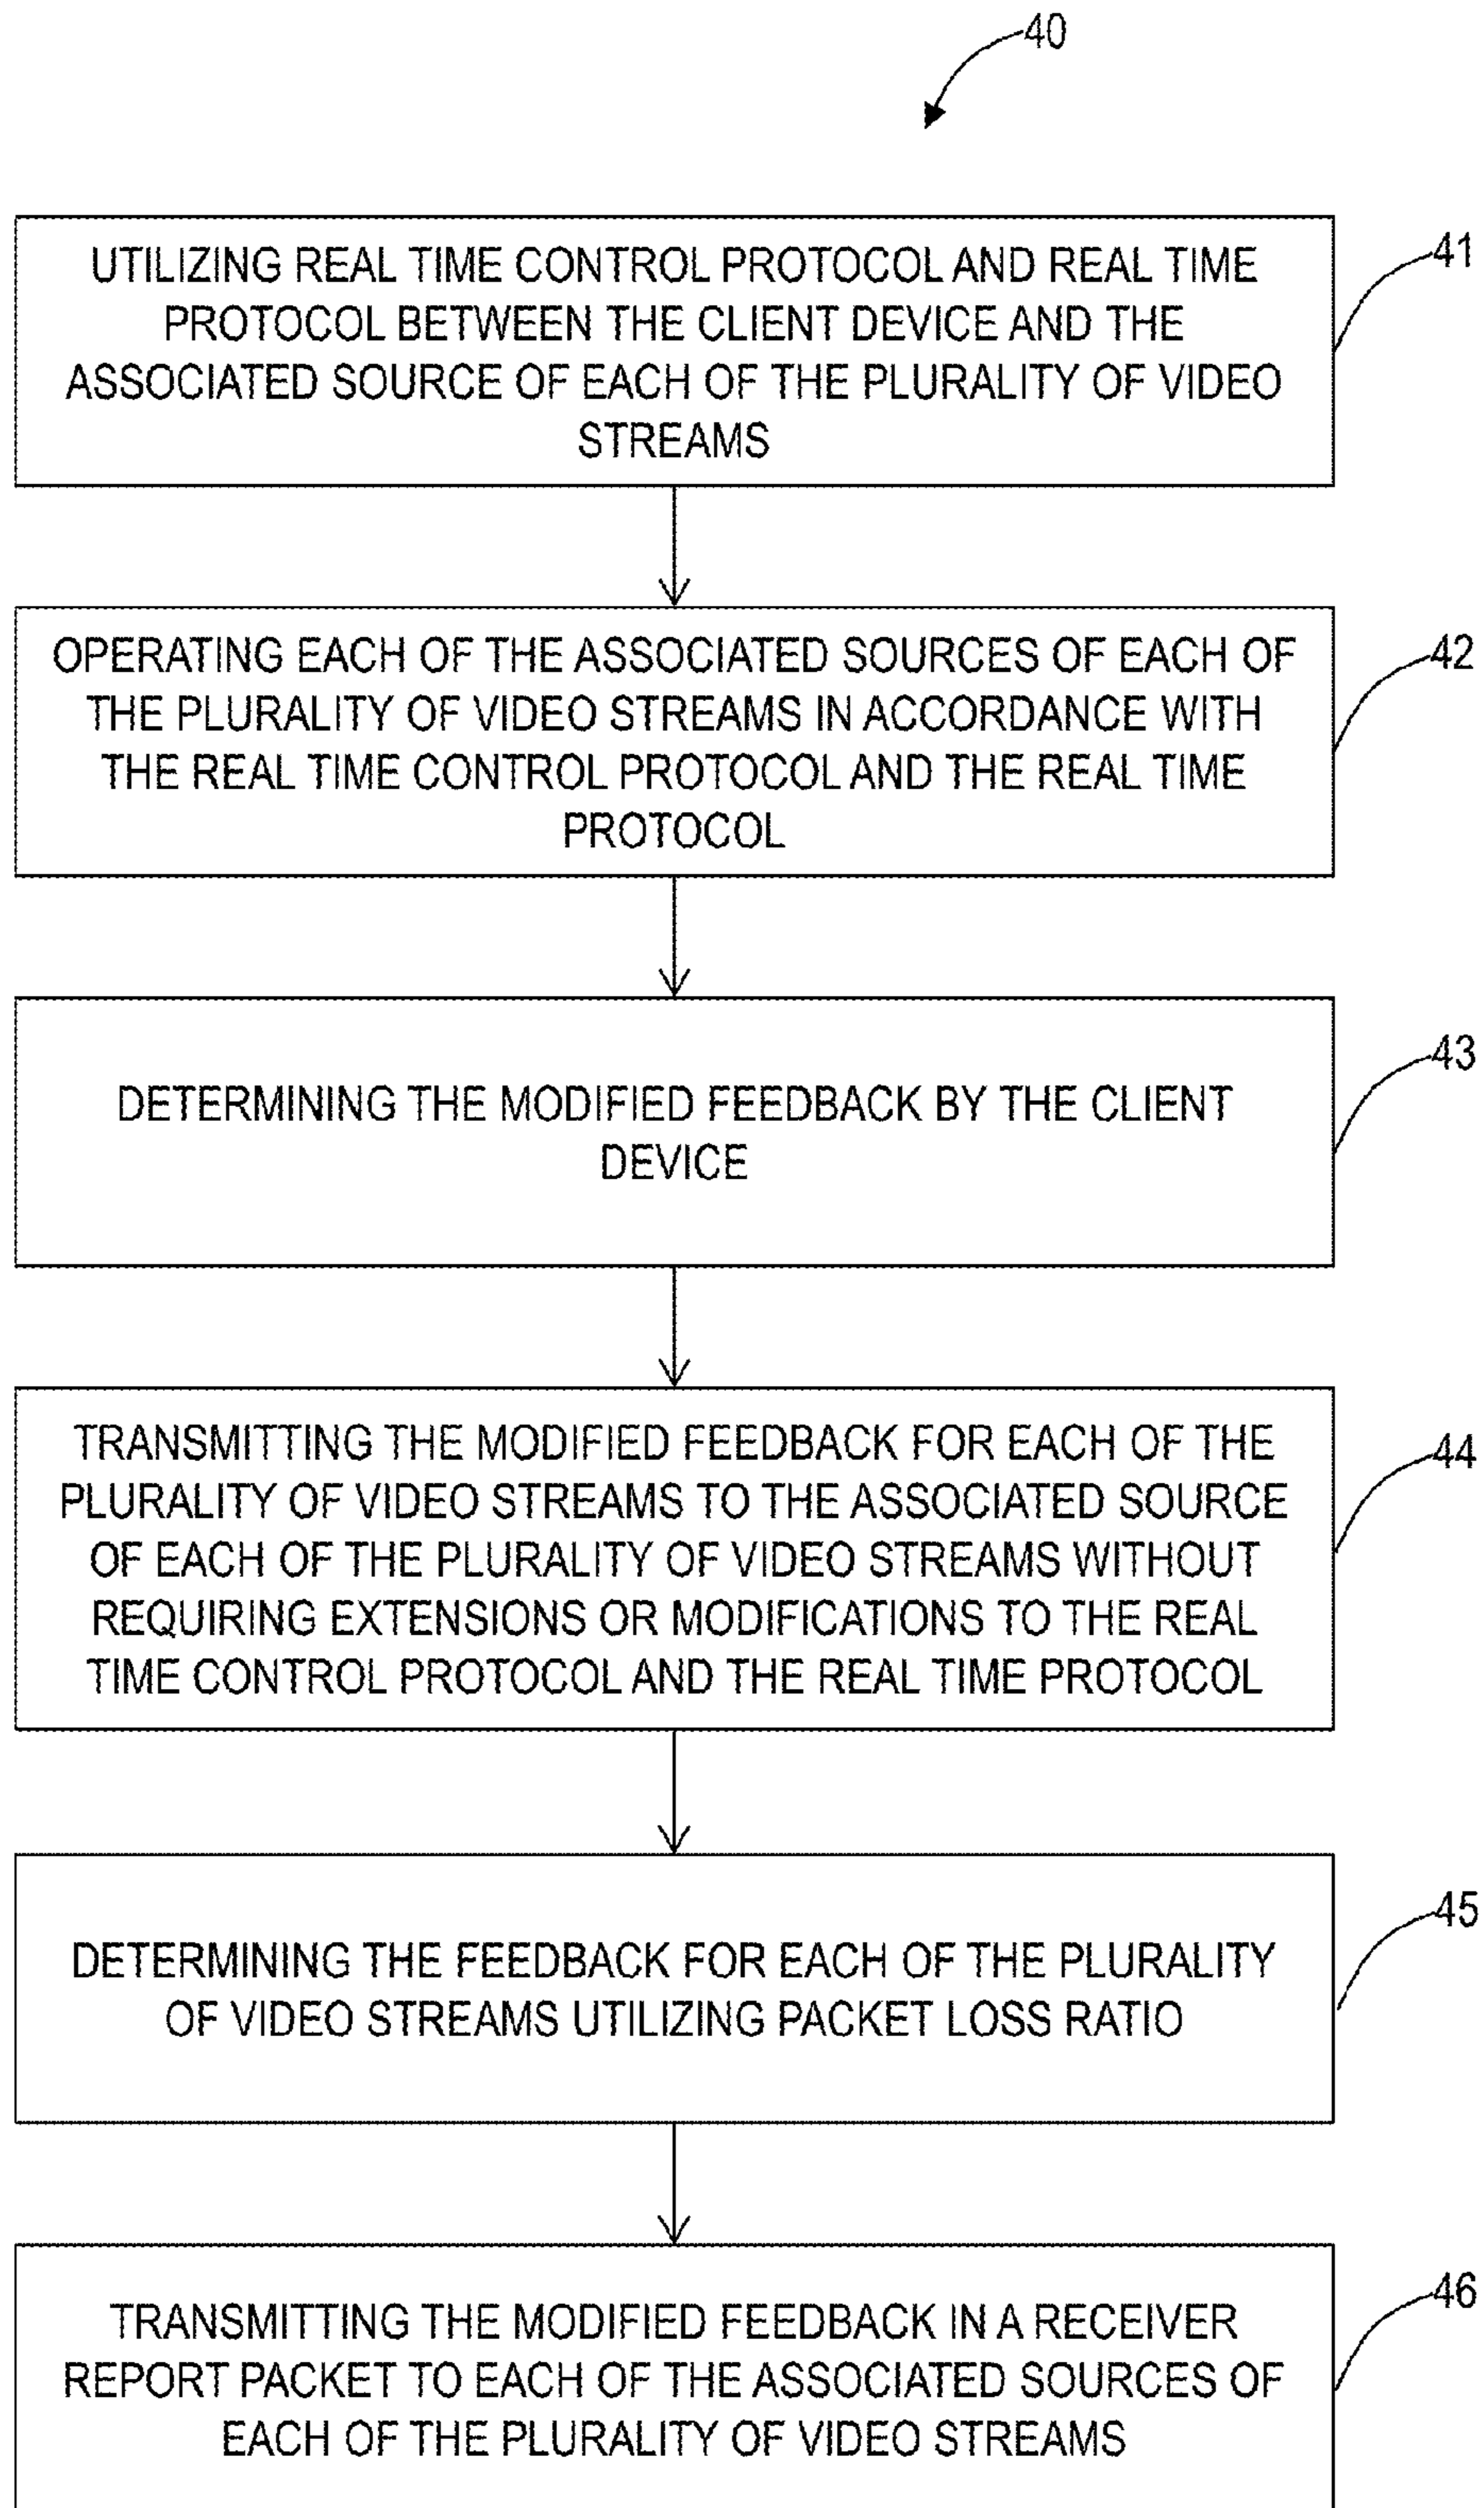 40
UTILIZING REAL TIME CONTROL PROTOCOL AND REAL TIME
PROTOCOL BETWEEN THE CLIENT DEVICE AND THE
ASSOCIATED SOURCE OF EACH OF THE PLURALITY OF VIDEO
STREAMS
41
OPERATING EACH OF THE ASSOCIATED SOURCES OF EACH OF
THE PLURALITY OF VIDEO STREAMS IN ACCORDANCE WITH
THE REAL TIME CONTROL PROTOCOL AND THE REAL TIME
PROTOCOL
42
DETERMINING THE MODIFIED FEEDBACK BY THE CLIENT
DEVICE
43
TRANSMITTING THE MODIFIED FEEDBACK FOR EACH OF THE
PLURALITY OF VIDEO STREAMS TO THE ASSOCIATED SOURCE
OF EACH OF THE PLURALITY OF VIDEO STREAMS WITHOUT
REQUIRING EXTENSIONS OR MODIFICATIONS TO THE REAL
TIME CONTROL PROTOCOL AND THE REAL TIME PROTOCOL
44
DETERMINING THE FEEDBACK FOR EACH OF THE PLURALITY
OF VIDEO STREAMS UTILIZING PACKET LOSS RATIO
45
TRANSMITTING THE MODIFIED FEEDBACK IN A RECEIVER
REPORT PACKET TO EACH OF THE ASSOCIATED SOURCES OF
EACH OF THE PLURALITY OF VIDEO STREAMS
46